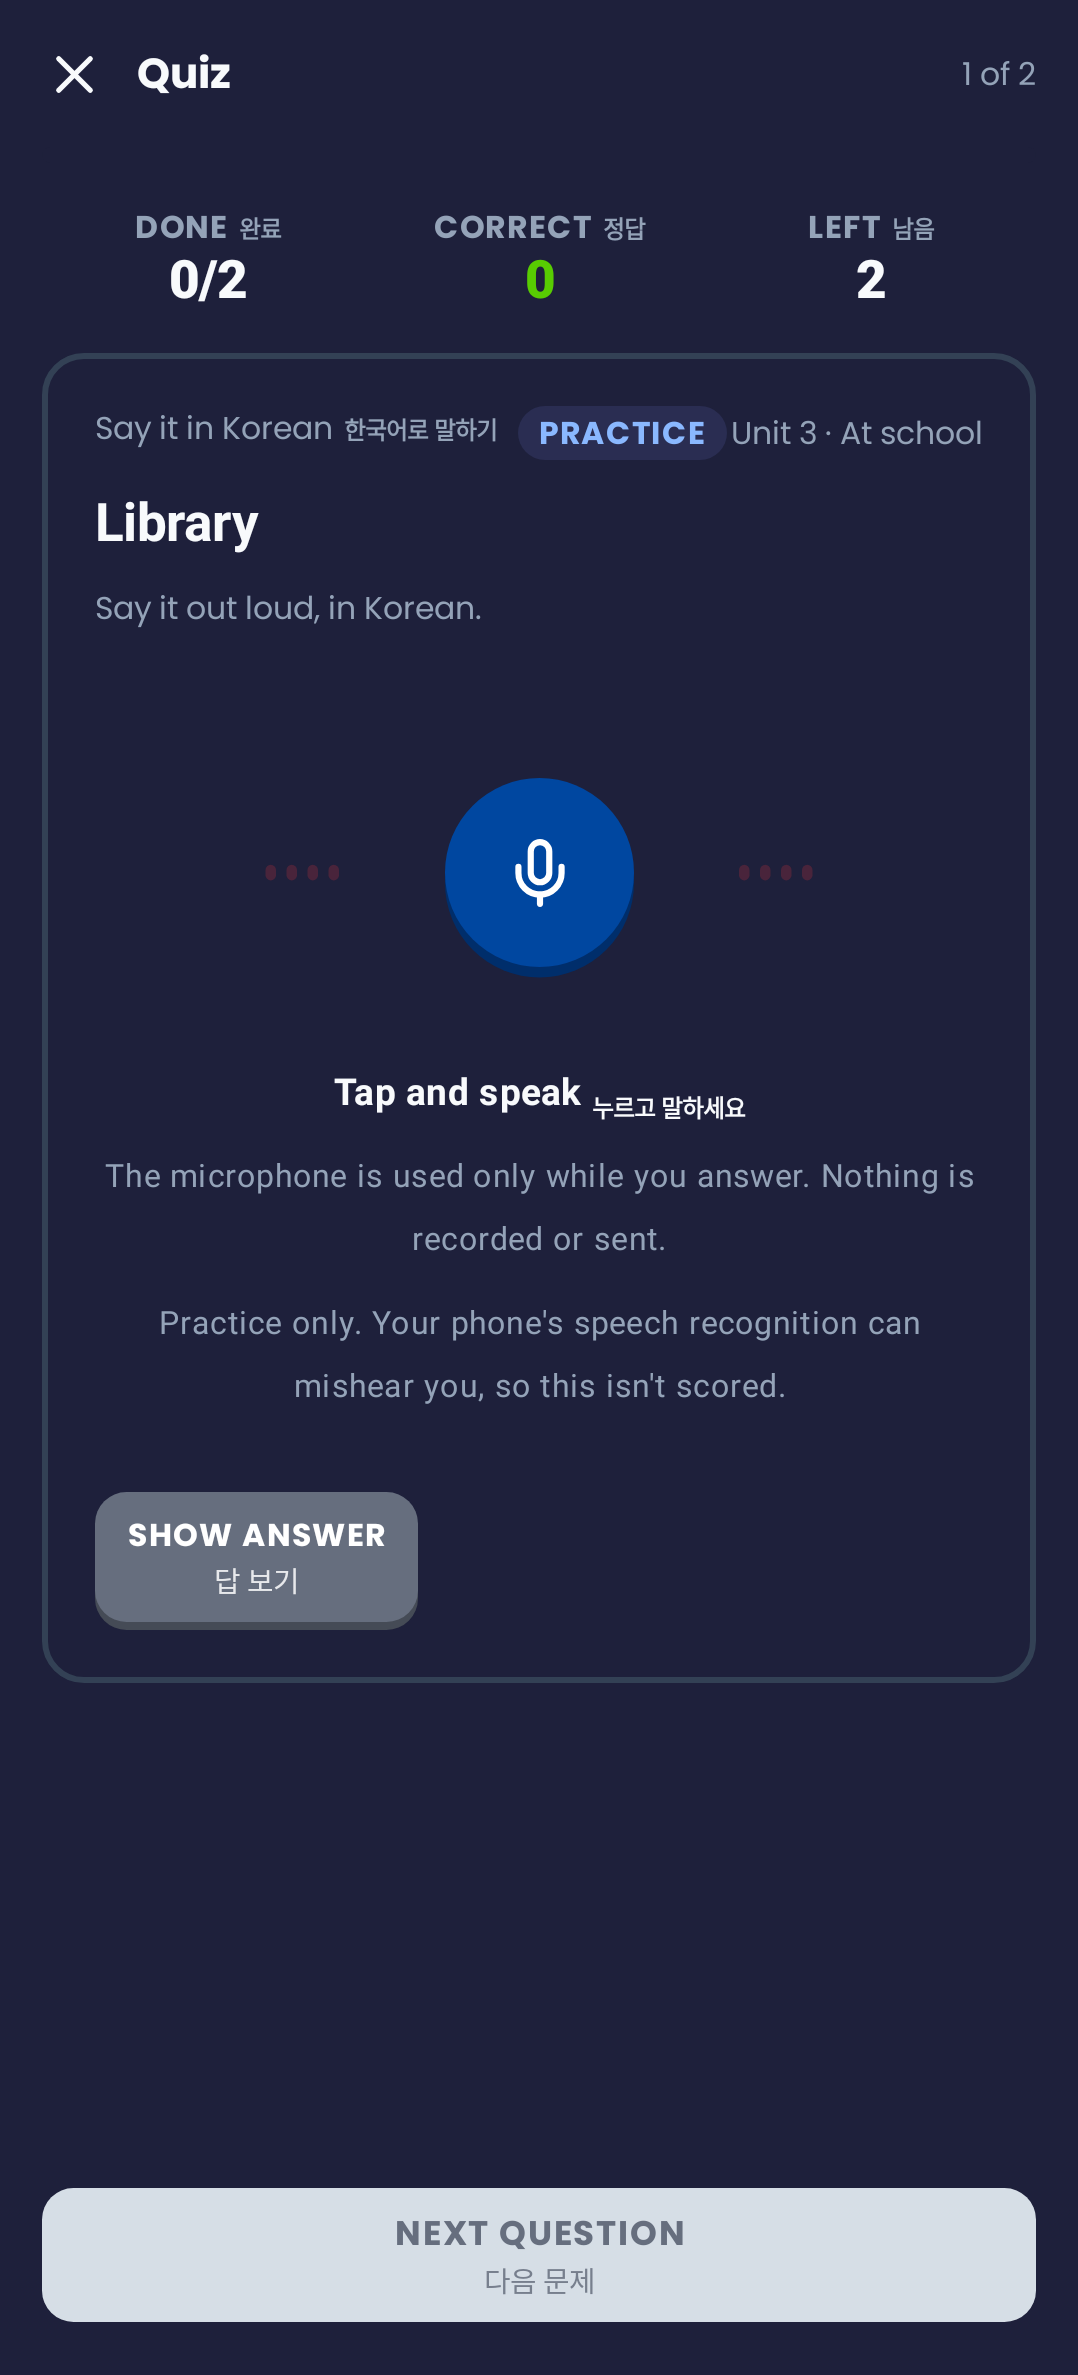 Quiz
1 of 2
DONE 완료
CORRECT 정답
LEFT 남음
0/2
0
2
Say it in Korean 한국어로 말하기
PRACTICE
Unit 3 · At school
Library
Say it out loud, in Korean.
Tap and speak 누르고 말하세요
The microphone is used only while you answer. Nothing is
recorded or sent.
Practice only. Your phone's speech recognition can
mishear you, so this isn't scored.
SHOW ANSWER
답 보기
NEXT QUESTION
다음 문제